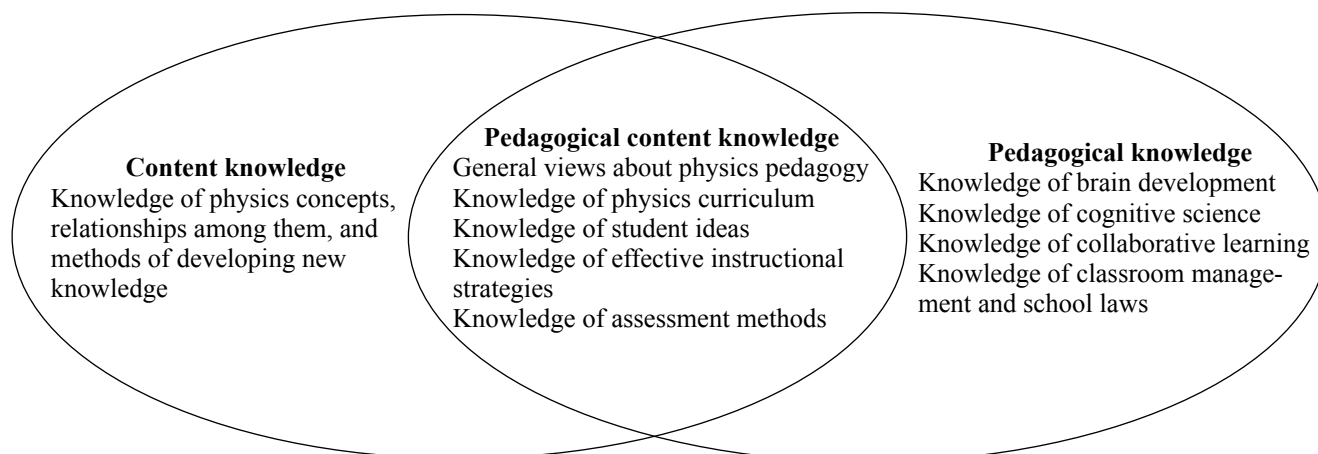 Content knowledge
Knowledge of physics concepts,
relationships among them, and
methods of developing new
knowledge
Pedagogical content knowledge
General views about physics pedagogy
Knowledge of physics curriculum
Knowledge of student ideas
Knowledge of effective instructional
strategies
Knowledge of assessment methods
Pedagogical knowledge
Knowledge of brain development
Knowledge of cognitive science
Knowledge of collaborative learning
Knowledge of classroom manage-
ment and school laws